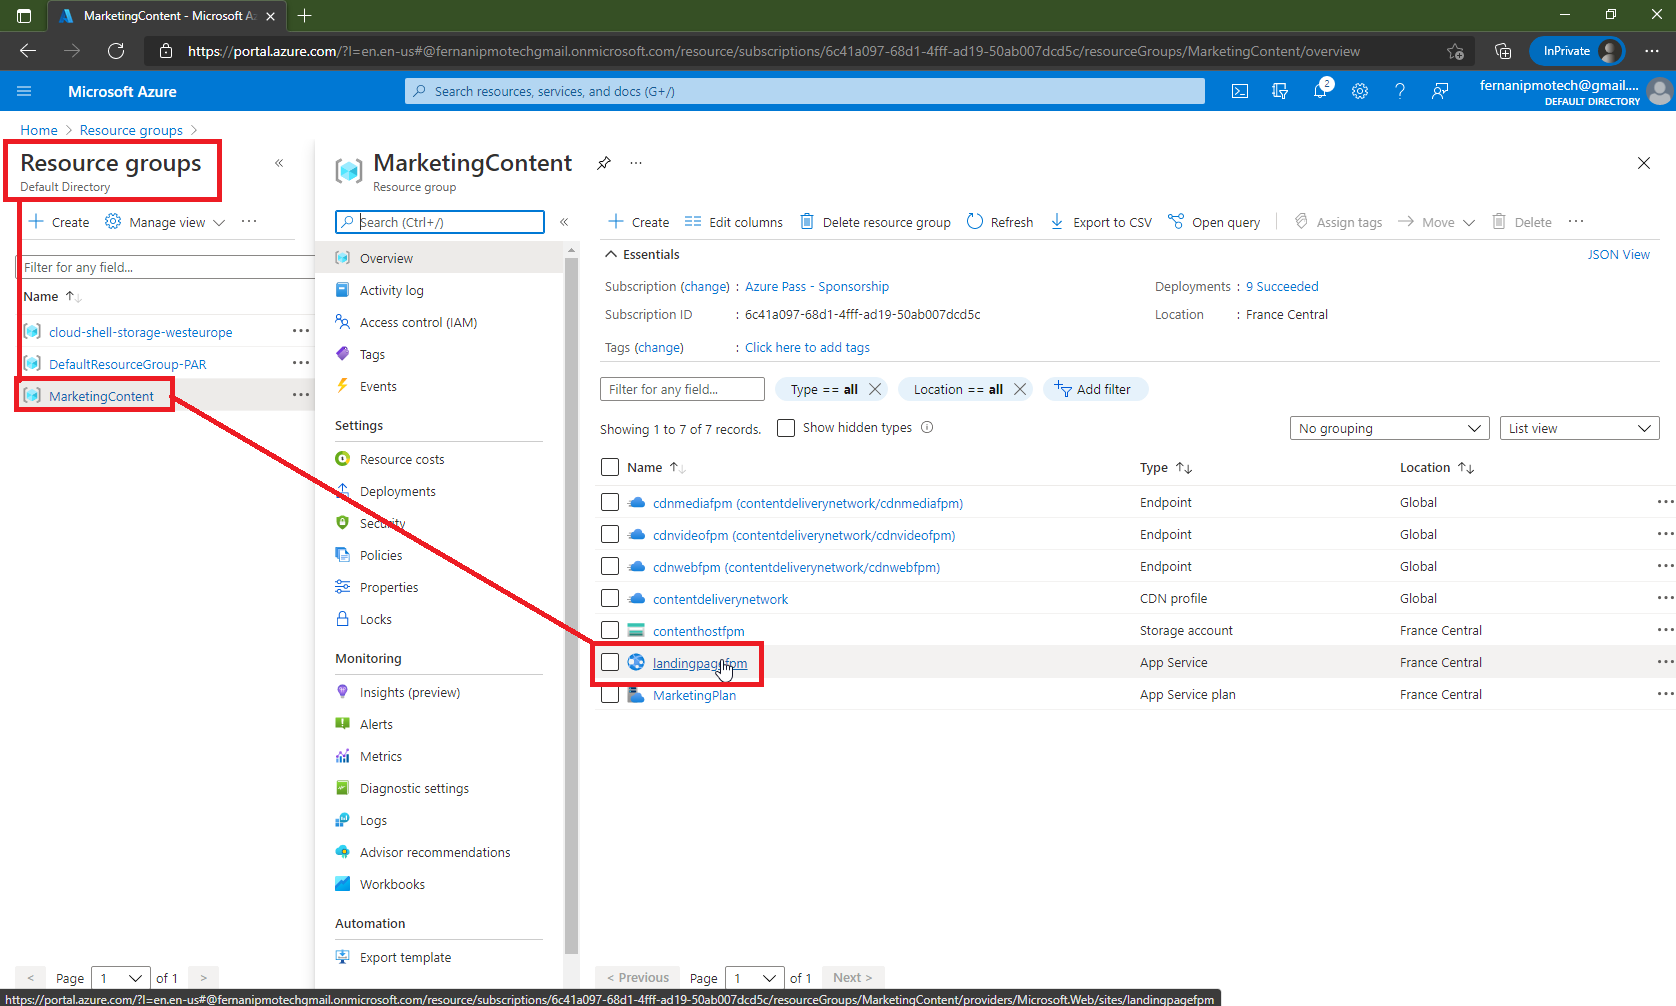 MarketingContent - Microsoft Az
https://portal.azure.com/?l=en.en-us#@fernanipmotechgmail.onmicrosoft.com/resource/subscriptions/6c41a097-68d1-4fff-ad19-50ab007dcd5c/resourceGroups/MarketingContent/overview
InPrivate
Microsoft Azure
Search resources, services, and docs (G+/)
2
fernanipmotech@gmail....
DEFAULT DIRECTORY
Home > Resource groups >
Resource groups
Default Directory
Create
Manage view
Filter for any field...
Name
cloud-shell-storage-westeurope
DefaultResourceGroup-PAR
MarketingContent
< Page 1 of 1 >
MarketingContent
Resource group
Search (Ctrl+/)
Overview
Activity log
Access control (IAM)
Tags
Events
Settings
Resource costs
Deployments
Security
Policies
Properties
Locks
Monitoring
Insights (preview)
Alerts
Metrics
Diagnostic settings
Logs
Advisor recommendations
Workbooks
Automation
Export template
Create
Edit columns
Delete resource group
Refresh
Export to CSV
Open query
Assign tags
Move
Delete
Essentials
JSON View
Subscription (change) : Azure Pass - Sponsorship
Deployments : 9 Succeeded
Subscription ID : 6c41a097-68d1-4fff-ad19-50ab007dcd5c
Location : France Central
Tags (change) : Click here to add tags
Filter for any field...
Type == all
Location == all
Add filter
Showing 1 to 7 of 7 records.
Show hidden types
No grouping
List view
Name Type Location
cdnmediafpm (contentdeliverynetwork/cdnmediafpm) Endpoint Global
cdnvideofpm (contentdeliverynetwork/cdnvideofpm) Endpoint Global
cdnwebfpm (contentdeliverynetwork/cdnwebfpm) Endpoint Global
contentdeliverynetwork CDN profile Global
contenthostfpm Storage account France Central
landingpagefpm App Service France Central
MarketingPlan App Service plan France Central
< Previous Page 1 of 1 Next >
https://portal.azure.com/?l=en.en-us#@fernanipmotechgmail.onmicrosoft.com/resource/subscriptions/6c41a097-68d1-4fff-ad19-50ab007dcd5c/resourceGroups/MarketingContent/providers/Microsoft.Web/sites/landingpagefpm